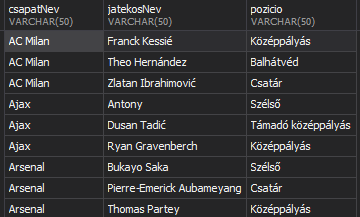 csapatNev jatekosNev pozicio
VARCHAR(50) VARCHAR(50) VARCHAR(50)
AC Milan Franck Kessié Középpályás
AC Milan Theo Hernández Balhátvéd
AC Milan Zlatan Ibrahimović Csatár
Ajax Antony Szélső
Ajax Dusan Tadić Támadó középpályás
Ajax Ryan Gravenberch Középpályás
Arsenal Bukayo Saka Szélső
Arsenal Pierre-Emerick Aubameyang Csatár
Arsenal Thomas Partey Középpályás